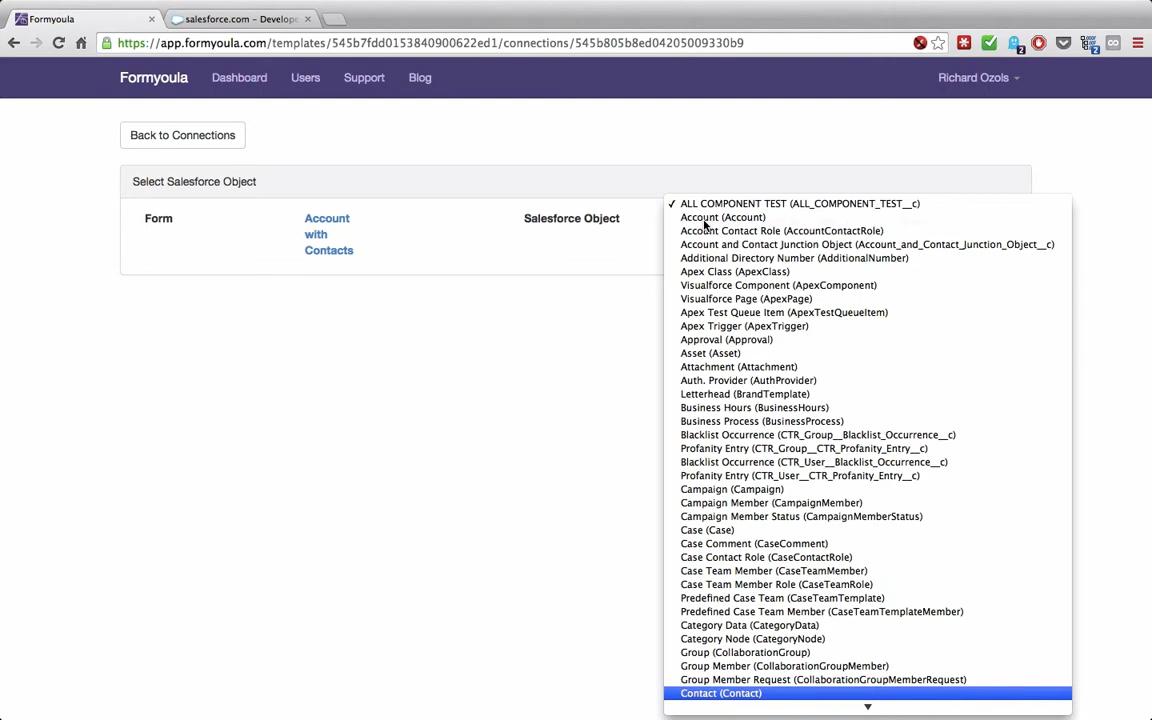 Formyoula
salesforce.com - Develope
https://app.formyoula.com/templates/545b7fdd0153840900622ed1/connections/545b805b8ed04205009330b9
2
2
Formyoula
Dashboard
Users
Support
Blog
Richard Ozols
Back to Connections
Select Salesforce Object
Form
Account
with
Contacts
Salesforce Object
✓ ALL COMPONENT TEST (ALL_COMPONENT_TEST__c)
Account (Account)
Account Contact Role (AccountContactRole)
Account and Contact Junction Object (Account_and_Contact_Junction_Object__c)
Additional Directory Number (AdditionalNumber)
Apex Class (ApexClass)
Visualforce Component (ApexComponent)
Visualforce Page (ApexPage)
Apex Test Queue Item (ApexTestQueueItem)
Apex Trigger (ApexTrigger)
Approval (Approval)
Asset (Asset)
Attachment (Attachment)
Auth. Provider (AuthProvider)
Letterhead (BrandTemplate)
Business Hours (BusinessHours)
Business Process (BusinessProcess)
Blacklist Occurrence (CTR_Group__Blacklist_Occurrence__c)
Profanity Entry (CTR_Group__CTR_Profanity_Entry__c)
Blacklist Occurrence (CTR_User__Blacklist_Occurrence__c)
Profanity Entry (CTR_User__CTR_Profanity_Entry__c)
Campaign (Campaign)
Campaign Member (CampaignMember)
Campaign Member Status (CampaignMemberStatus)
Case (Case)
Case Comment (CaseComment)
Case Contact Role (CaseContactRole)
Case Team Member (CaseTeamMember)
Case Team Member Role (CaseTeamRole)
Predefined Case Team (CaseTeamTemplate)
Predefined Case Team Member (CaseTeamTemplateMember)
Category Data (CategoryData)
Category Node (CategoryNode)
Group (CollaborationGroup)
Group Member (CollaborationGroupMember)
Group Member Request (CollaborationGroupMemberRequest)
Contact (Contact)